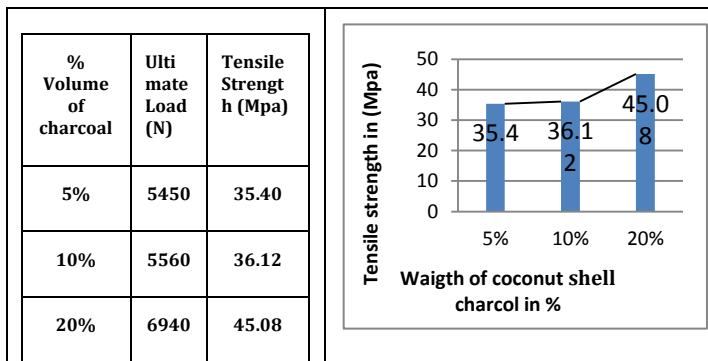 %
Volume
of
charcoal
Ulti
mate
Load
(N)
Tensile
Strengt
h (Mpa)
5%
5450
35.40
10%
5560
36.12
20%
6940
45.08
Tensile strength in (Mpa)
50
40
30
20
10
0
35.4
36.1
2
45.0
8
5%
10%
20%
Waigth of coconut shell
charcol in %